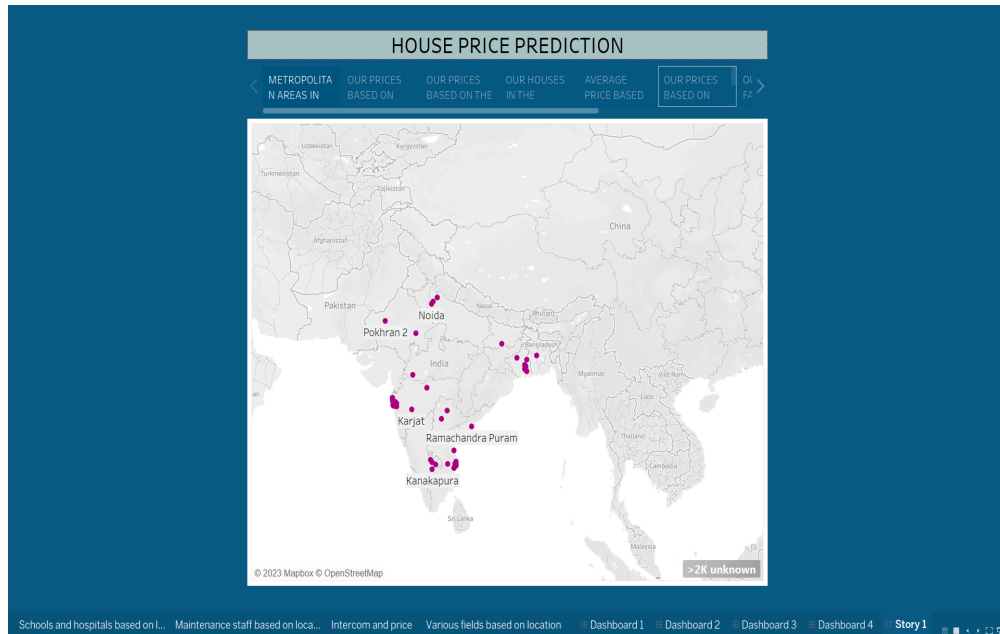 HOUSE PRICE PREDICTION
METROPOLITA
N AREAS IN
OUR PRICES
BASED ON
OUR PRICES
BASED ON THE
OUR HOUSES
IN THE
AVERAGE
PRICE BASED
OUR PRICES
BASED ON
Uzbekistan
Kyrgyzstan
Turkmenistan
Tajikistan
Afghanistan
China
Pakistan
Nepal
Bhutan
Noida
Pokhran 2
Bangladesh
India
Myanmar
Viet Nam
Laos
Karjat
Ramachandra Puram
Thailand
Cambodia
Kanakapura
Sri Lanka
Malaysia
© 2023 Mapbox © OpenStreetMap
>2K unknown
Schools and hospitals based on l... Maintenance staff based on loca... Intercom and price Various fields based on location Dashboard 1 Dashboard 2 Dashboard 3 Dashboard 4 Story 1